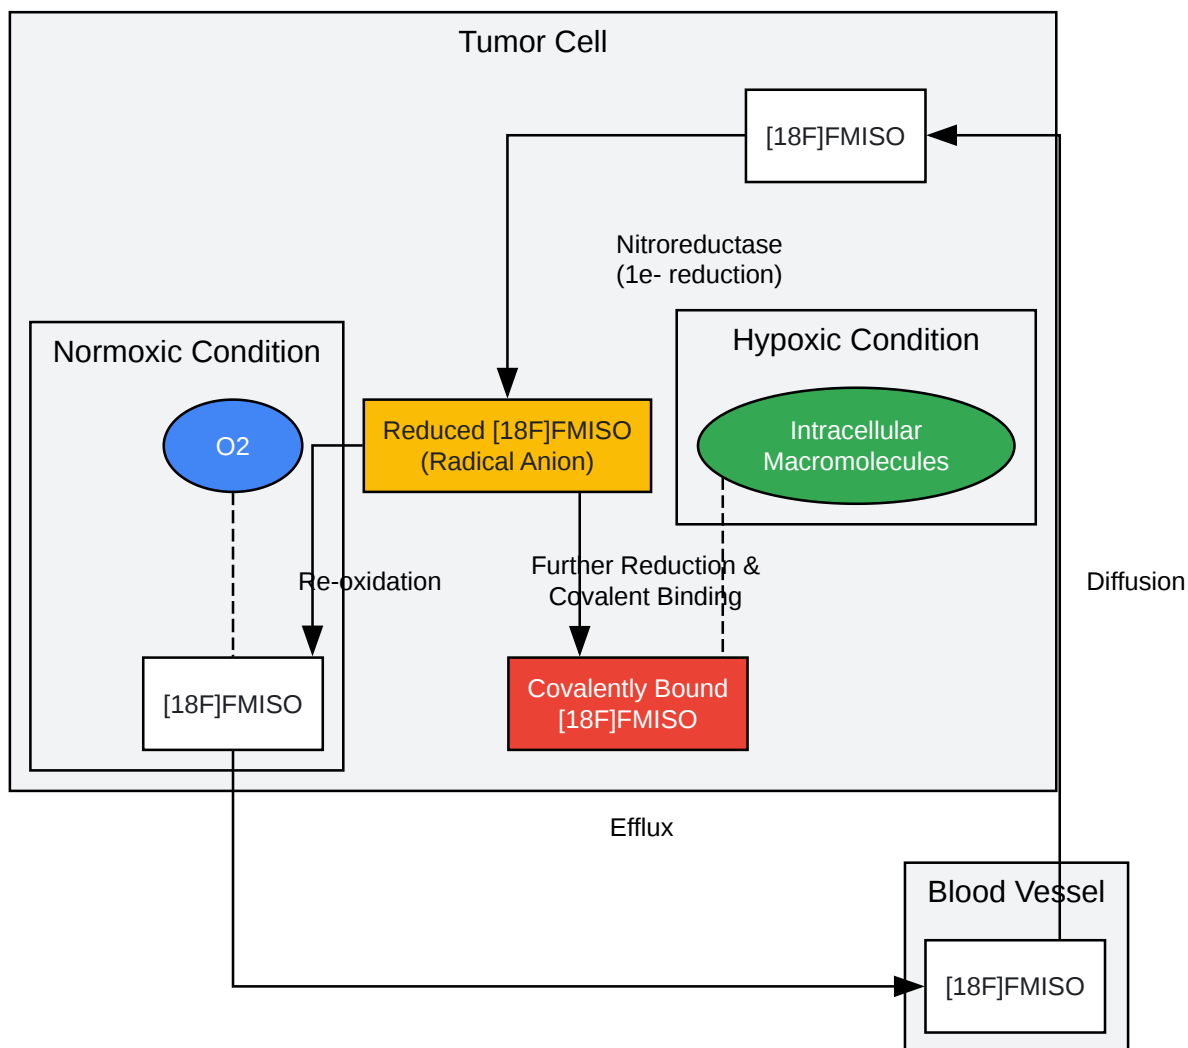 Tumor Cell
[18F]FMISO
Nitroreductase
(1e- reduction)
Normoxic Condition
Hypoxic Condition
O2
Reduced [18F]FMISO
(Radical Anion)
Intracellular
Macromolecules
Re-oxidation
Further Reduction &
Covalent Binding
Diffusion
[18F]FMISO
Covalently Bound
[18F]FMISO
Efflux
Blood Vessel
[18F]FMISO